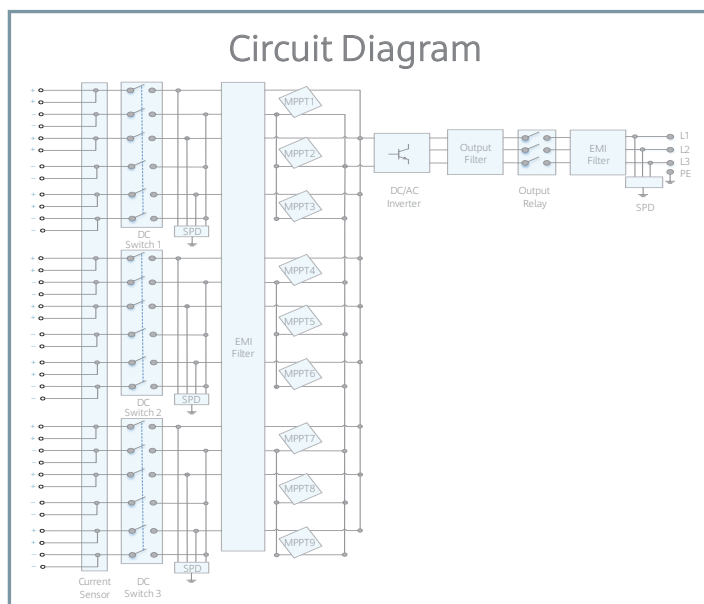 Circuit Diagram
MPPT1
MPPT2
MPPT3
DC
Switch 1
SPD
DC/AC
Inverter
Output
Filter
Output
Relay
EMI
Filter
L1
L2
L3
PE
SPD
MPPT4
MPPT5
MPPT6
EMI
Filter
DC
Switch 2
SPD
MPPT7
MPPT8
MPPT9
SPD
Current
Sensor
DC
Switch 3